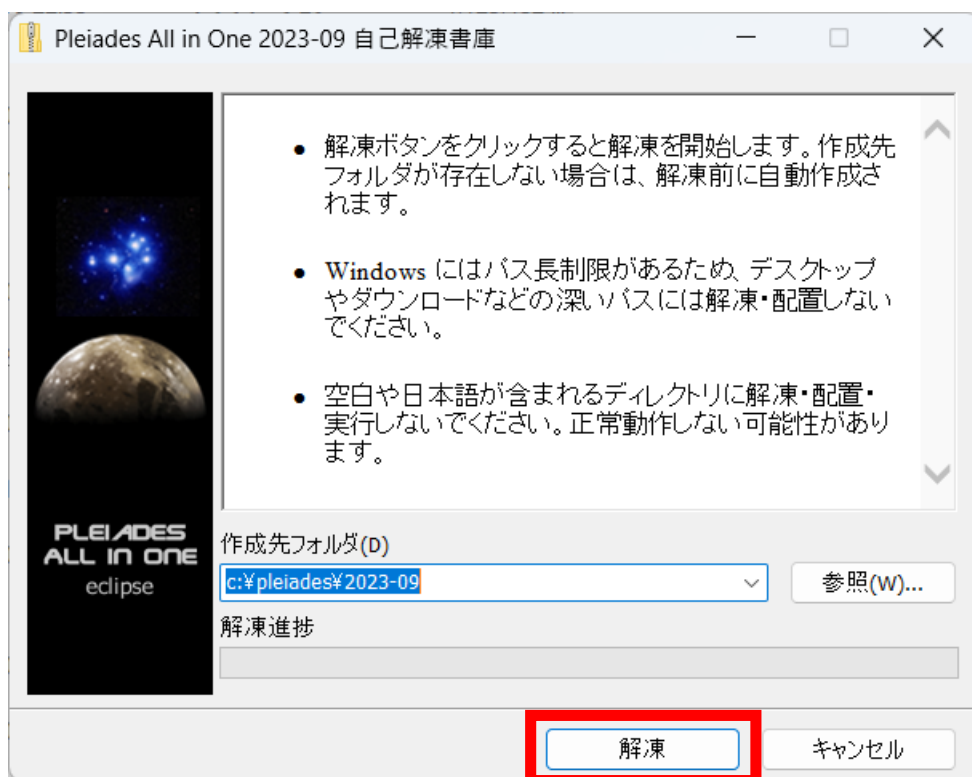 Pleiades All in One 2023-09 自己解凍書庫
• 解凍ボタンをクリックすると解凍を開始します。作成先
フォルダが存在しない場合は、解凍前に自動作成さ
れます。
• Windows にはパス長制限があるため、デスクトップ
やダウンロードなどの深いパスには解凍・配置しない
でください。
• 空白や日本語が含まれるディレクトリに解凍・配置・
実行しないでください。正常動作しない可能性があり
ます。
PLEIADES
ALL IN ONE
eclipse
作成先フォルダ(D)
c:¥pleiades¥2023-09
参照(W)...
解凍進捗
解凍
キャンセル